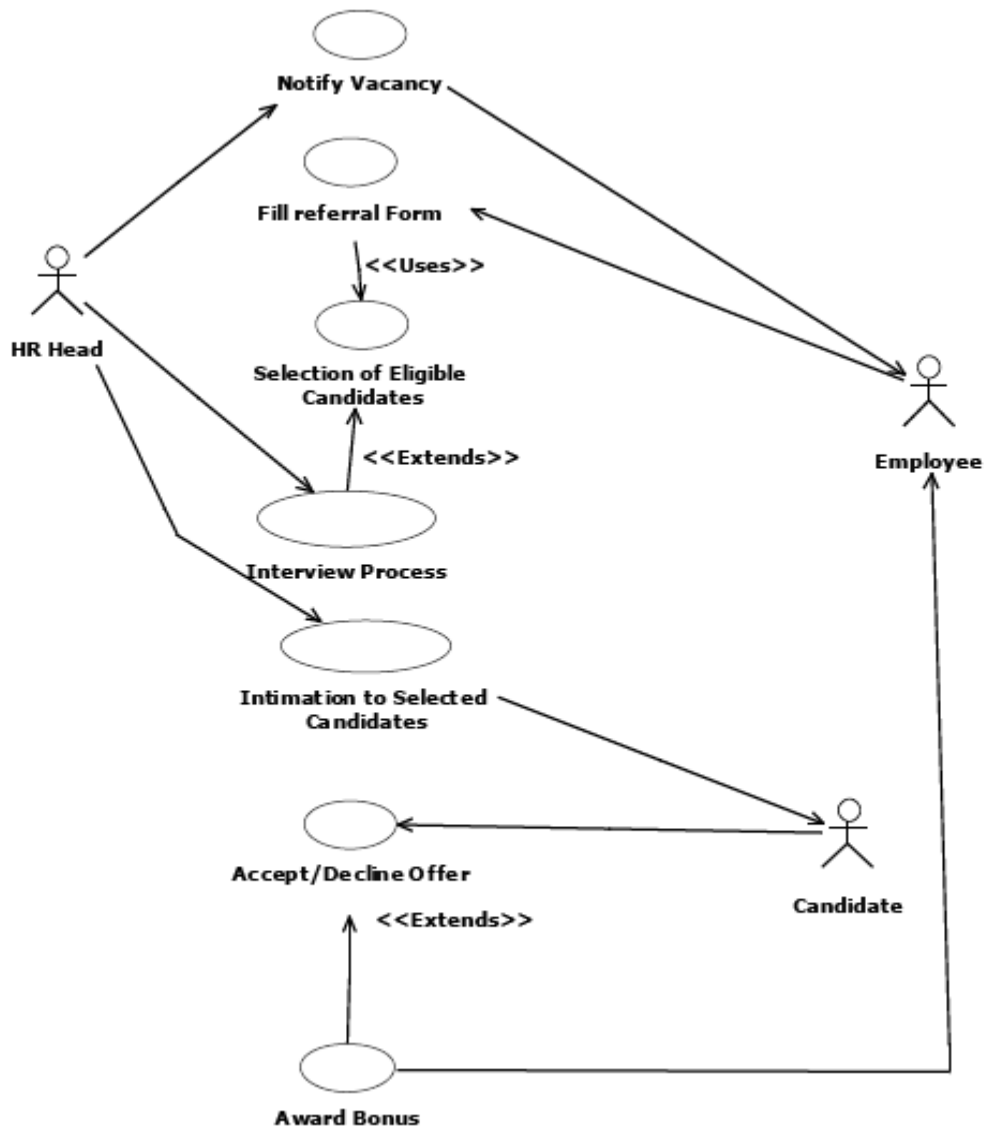 Notify Vacancy
Fill referral Form
<<Uses>>
HR Head
Selection of Eligible
Candidates
<<Extends>>
Employee
Interview Process
Intimation to Selected
Candidates
Accept/Decline Offer
Candidate
<<Extends>>
Award Bonus